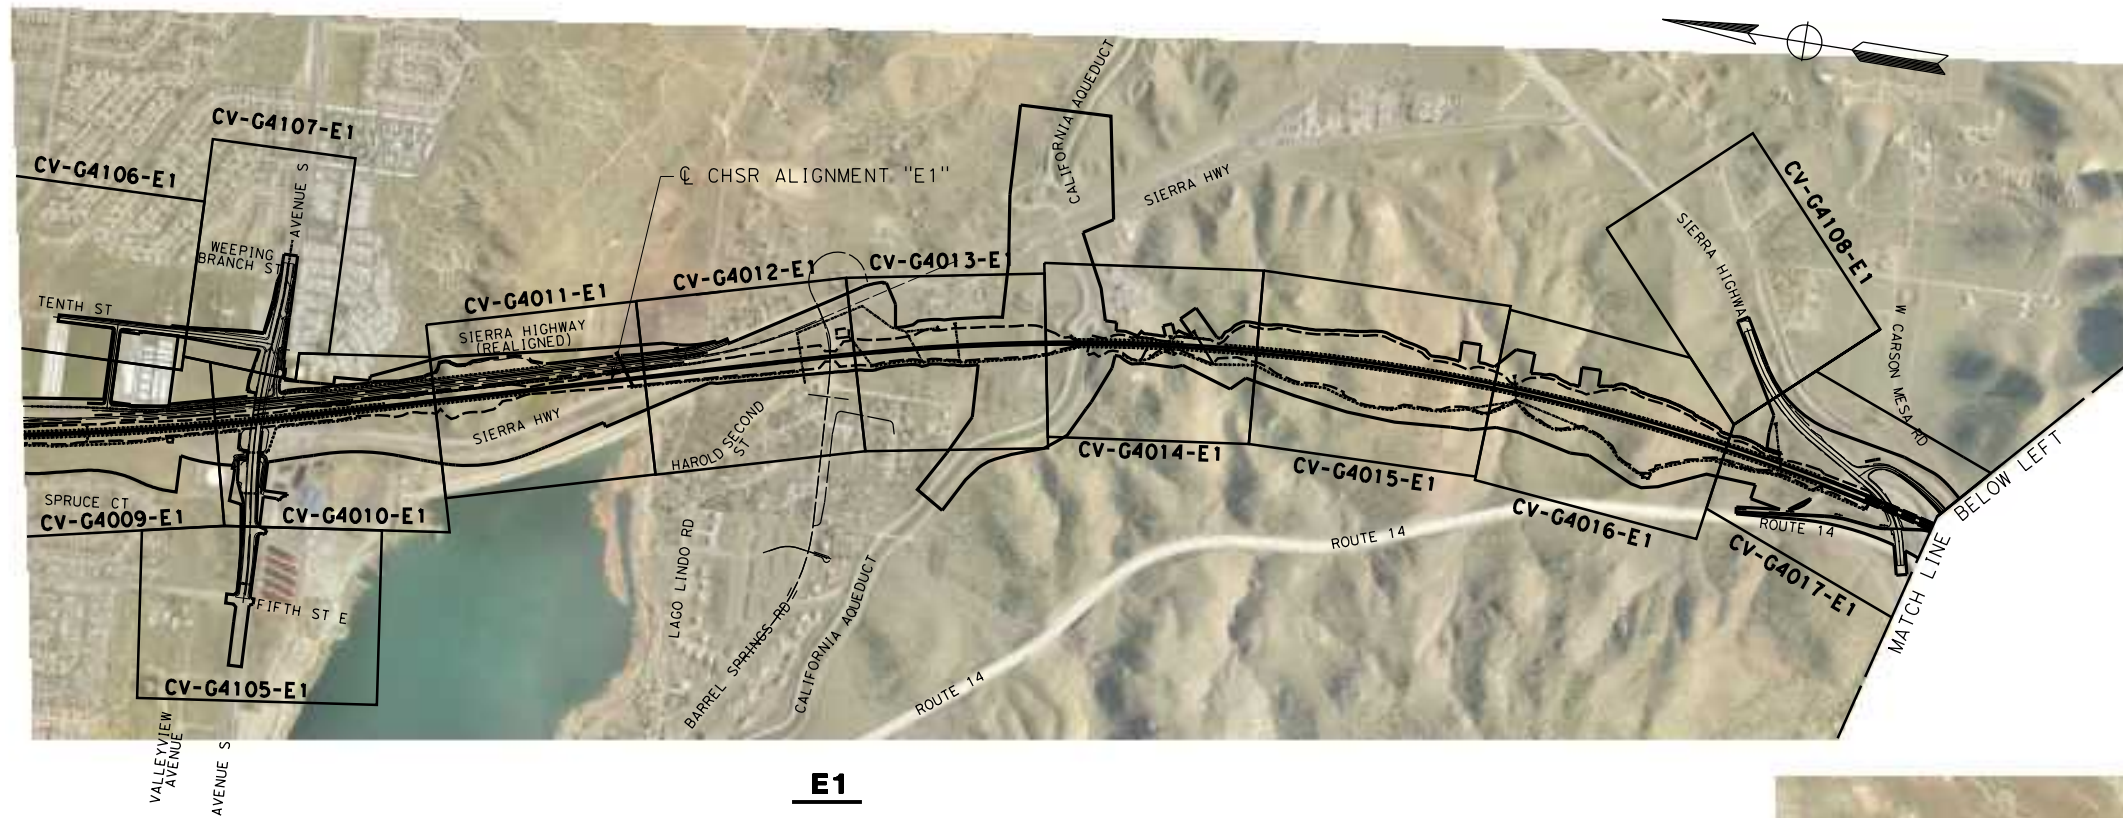 CV-G4107-E1
CV-G4106-E1
AVENUE S
CALIFORNIA AQUEDUCT
℄ CHSR ALIGNMENT "E1"
SIERRA HWY
CV-G4108-E1
SIERRA HIGHWAY
WEEPING
BRANCH ST
TENTH ST
CV-G4011-E1
CV-G4012-E1
CV-G4013-E1
SIERRA HIGHWAY
(REALIGNED)
W CARSON MESA RD
SIERRA HWY
HAROLD SECOND
ST
CV-G4014-E1
CV-G4015-E1
CV-G4016-E1
CV-G4017-E1
ROUTE 14
ROUTE 14
BELOW LEFT
MATCH LINE
SPRUCE CT
CV-G4009-E1
CV-G4010-E1
LAGO LINDO RD
FIFTH ST E
BARREL SPRINGS RD
CALIFORNIA AQUEDUCT
ROUTE 14
CV-G4105-E1
VALLEYVIEW
AVENUE
AVENUE S
E1